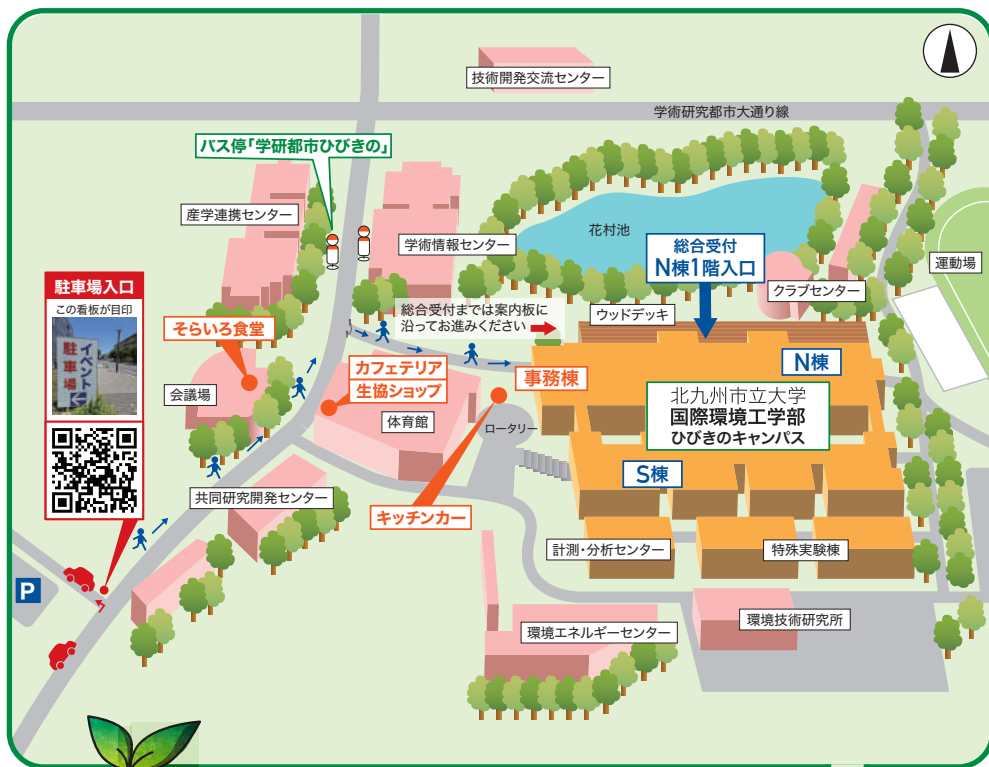 技術開発交流センター
学術研究都市大通り線
バス停「学研都市ひびきの」
産学連携センター
学術情報センター
花村池
総合受付
N棟1階入口
運動場
クラブセンター
駐車場入口
この看板が目印
イベント
駐車場
総合受付までは案内板に
沿ってお進みください
ウッドデッキ
そらいろ食堂
カフェテリア
生協ショップ
事務棟
N棟
会議場
体育館
ロータリー
北九州市立大学
国際環境工学部
ひびきのキャンパス
S棟
共同研究開発センター
キッチンカー
計測・分析センター
特殊実験棟
P
環境エネルギーセンター
環境技術研究所